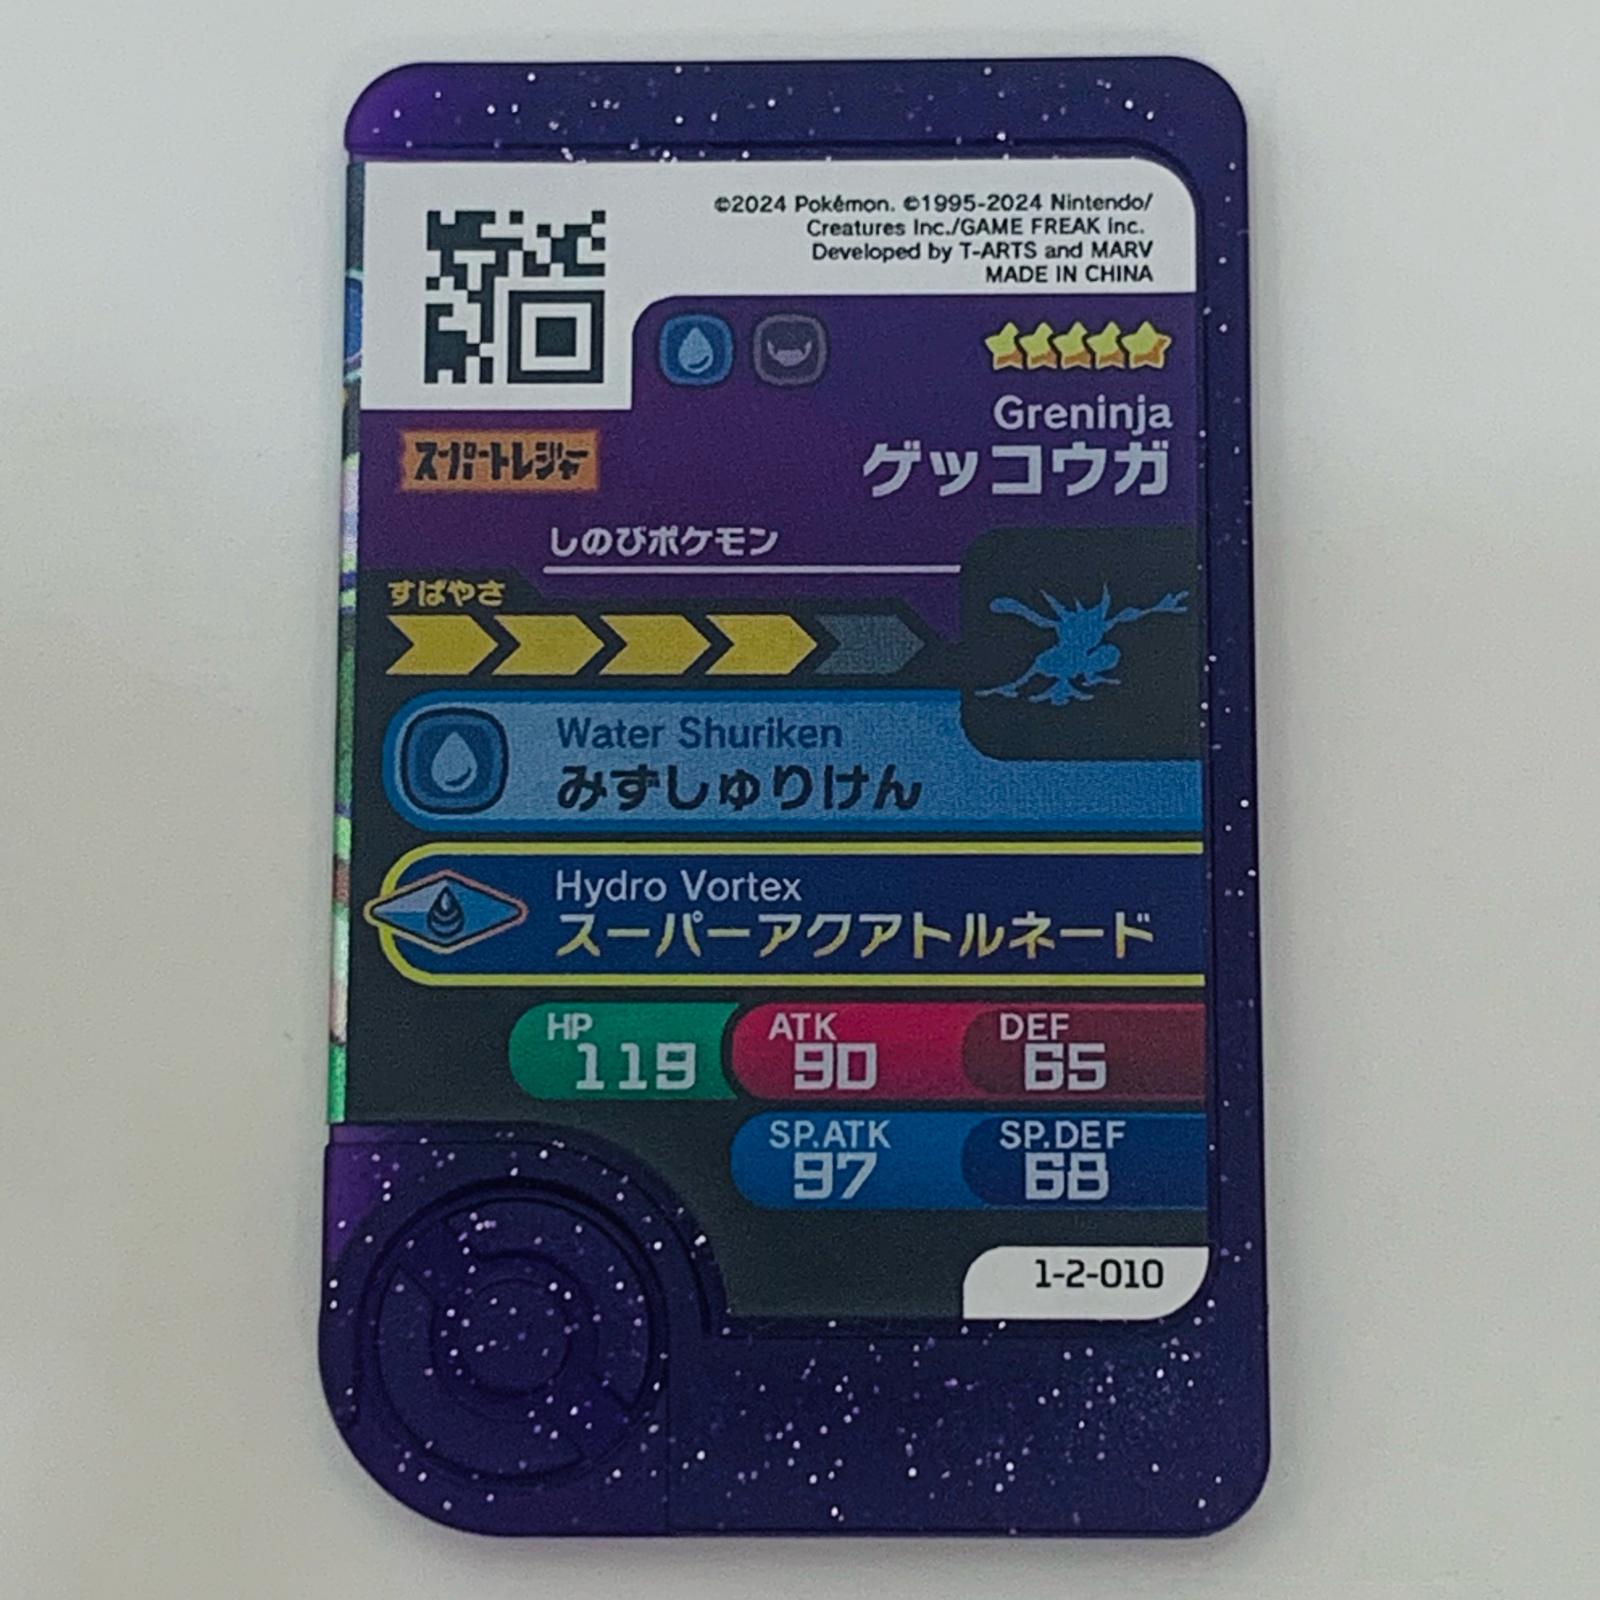 ©2024 Pokémon. ©1995-2024 Nintendo/
Creatures Inc./GAME FREAK inc.
Developed by T-ARTS and MARV
MADE IN CHINA
Greninja
ゲッコウガ
スーパートレジャー
しのびポケモン
すばやさ
Water Shuriken
みずしゅりけん
Hydro Vortex
スーパーアクアトルネード
HP
119
ATK
90
DEF
65
SP.ATK
97
SP.DEF
68
1-2-010